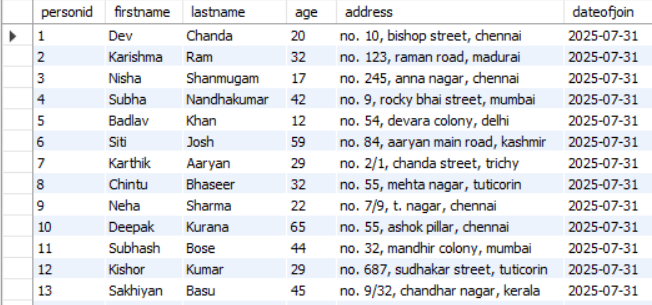 personid firstname lastname age address dateofjoin
1 Dev Chanda 20 no. 10, bishop street, chennai 2025-07-31
2 Karishma Ram 32 no. 123, raman road, madurai 2025-07-31
3 Nisha Shanmugam 17 no. 245, anna nagar, chennai 2025-07-31
4 Subha Nandhakumar 42 no. 9, rocky bhai street, mumbai 2025-07-31
5 Badlav Khan 12 no. 54, devara colony, delhi 2025-07-31
6 Siti Josh 59 no. 84, aaryan main road, kashmir 2025-07-31
7 Karthik Aaryan 29 no. 2/1, chanda street, trichy 2025-07-31
8 Chintu Bhaseer 32 no. 55, mehta nagar, tuticorin 2025-07-31
9 Neha Sharma 22 no. 7/9, t. nagar, chennai 2025-07-31
10 Deepak Kurana 65 no. 55, ashok pillar, chennai 2025-07-31
11 Subhash Bose 44 no. 32, mandhir colony, mumbai 2025-07-31
12 Kishor Kumar 29 no. 687, sudhakar street, tuticorin 2025-07-31
13 Sakhiyan Basu 45 no. 9/32, chandhar nagar, kerala 2025-07-31